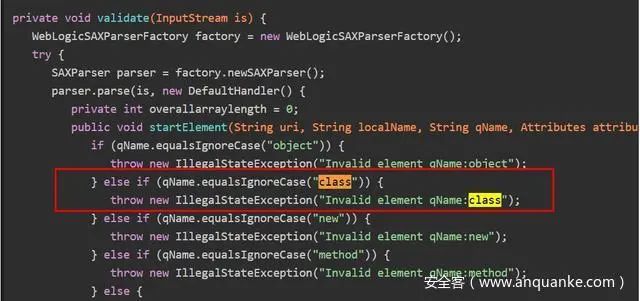 private void validate(InputStream is) {
WebLogicSAXParserFactory factory = new WebLogicSAXParserFactory();
try {
SAXParser parser = factory.newSAXParser();
parser.parse(is, new DefaultHandler() {
private int overallarraylength = 0;
public void startElement(String uri, String localName, String qName, Attributes attribut
if (qName.equalsIgnoreCase("object")) {
throw new IllegalStateException("Invalid element qName:object");
} else if (qName.equalsIgnoreCase("class")) {
throw new IllegalStateException("Invalid element qName:class");
} else if (qName.equalsIgnoreCase("new")) {
throw new IllegalStateException("Invalid element qName:new");
} else if (qName.equalsIgnoreCase("method")) {
throw new IllegalStateException("Invalid element qName:method");
} else {
安全客（www.anquanke.com）